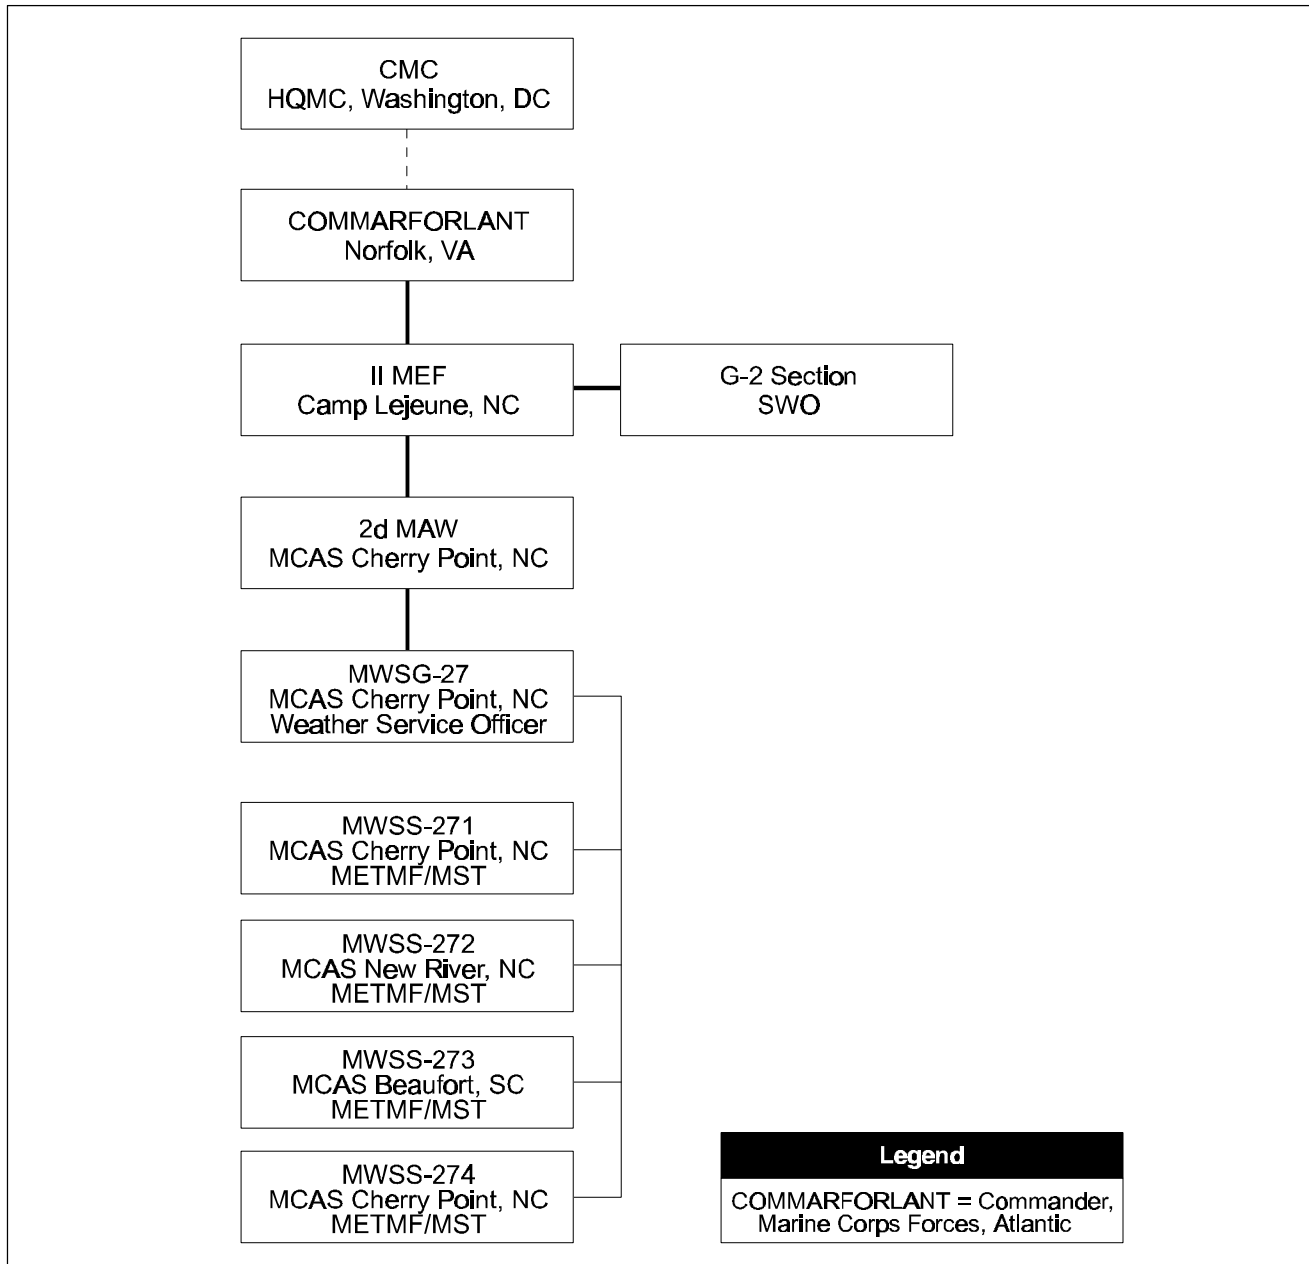 CMC
HQMC, Washington, DC
COMMARFORLANT
Norfolk, VA
II MEF
Camp Lejeune, NC
G-2 Section
SWO
2d MAW
MCAS Cherry Point, NC
MWSG-27
MCAS Cherry Point, NC
Weather Service Officer
MWSS-271
MCAS Cherry Point, NC
METMF/MST
MWSS-272
MCAS New River, NC
METMF/MST
MWSS-273
MCAS Beaufort, SC
METMF/MST
MWSS-274
MCAS Cherry Point, NC
METMF/MST
Legend
COMMARFORLANT = Commander,
Marine Corps Forces, Atlantic